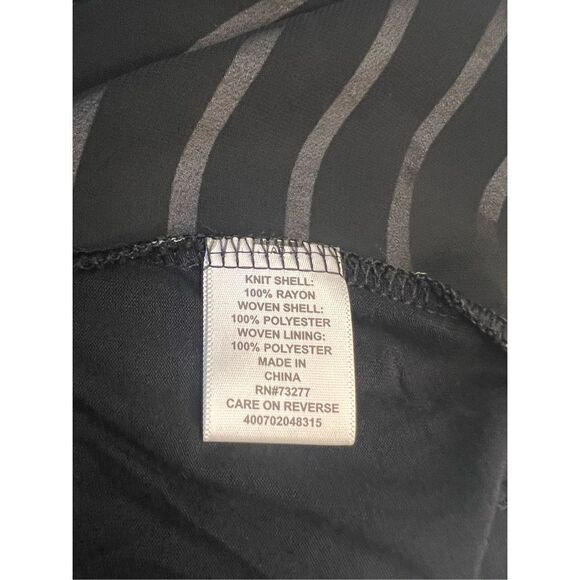 KNIT SHELL:
100% RAYON
WOVEN SHELL:
100% POLYESTER
WOVEN LINING:
100% POLYESTER
MADE IN
CHINA
RN#73277
CARE ON REVERSE
400702048315